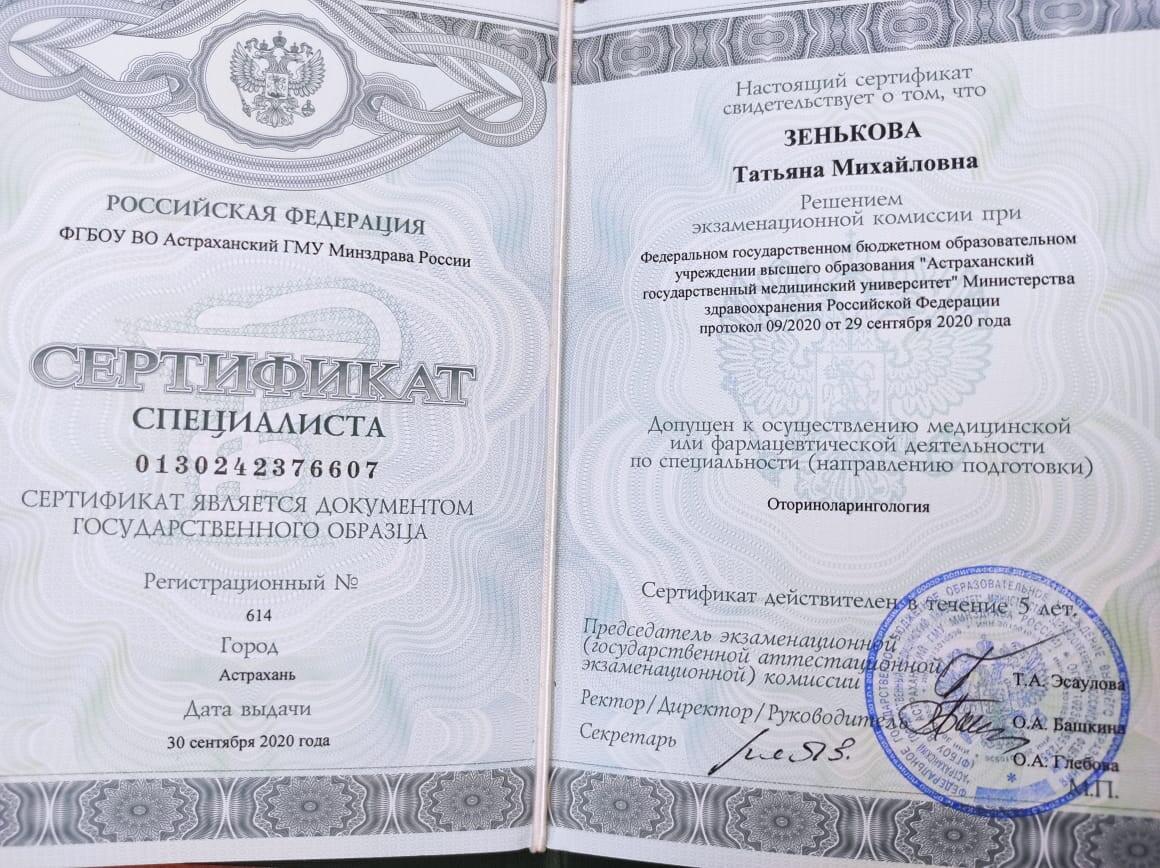 РОССИЙСКАЯ ФЕДЕРАЦИЯ
ФГБОУ ВО Астраханский ГМУ Минздрава России
СЕРТИФИКАТ
СПЕЦИАЛИСТА
0130242376607
СЕРТИФИКАТ ЯВЛЯЕТСЯ ДОКУМЕНТОМ
ГОСУДАРСТВЕННОГО ОБРАЗЦА
Регистрационный №
614
Город
Астрахань
Дата выдачи
30 сентября 2020 года
Настоящий сертификат
свидетельствует о том, что
ЗЕНЬКОВА
Татьяна Михайловна
Решением
экзаменационной комиссии при
Федеральном государственном бюджетном образовательном
учреждении высшего образования "Астраханский
государственный медицинский университет" Министерства
здравоохранения Российской Федерации
протокол 09/2020 от 29 сентября 2020 года
Допущен к осуществлению медицинской
или фармацевтической деятельности
по специальности (направлению подготовки)
Оториноларингология
Сертификат действителен в течение 5 лет.
Председатель экзаменационной
(государственной аттестационной
экзаменационной) комиссии
Т.А. Эсаулова
Ректор/Директор/Руководитель
О.А. Башкина
Секретарь
О.А. Глебова
М.П.